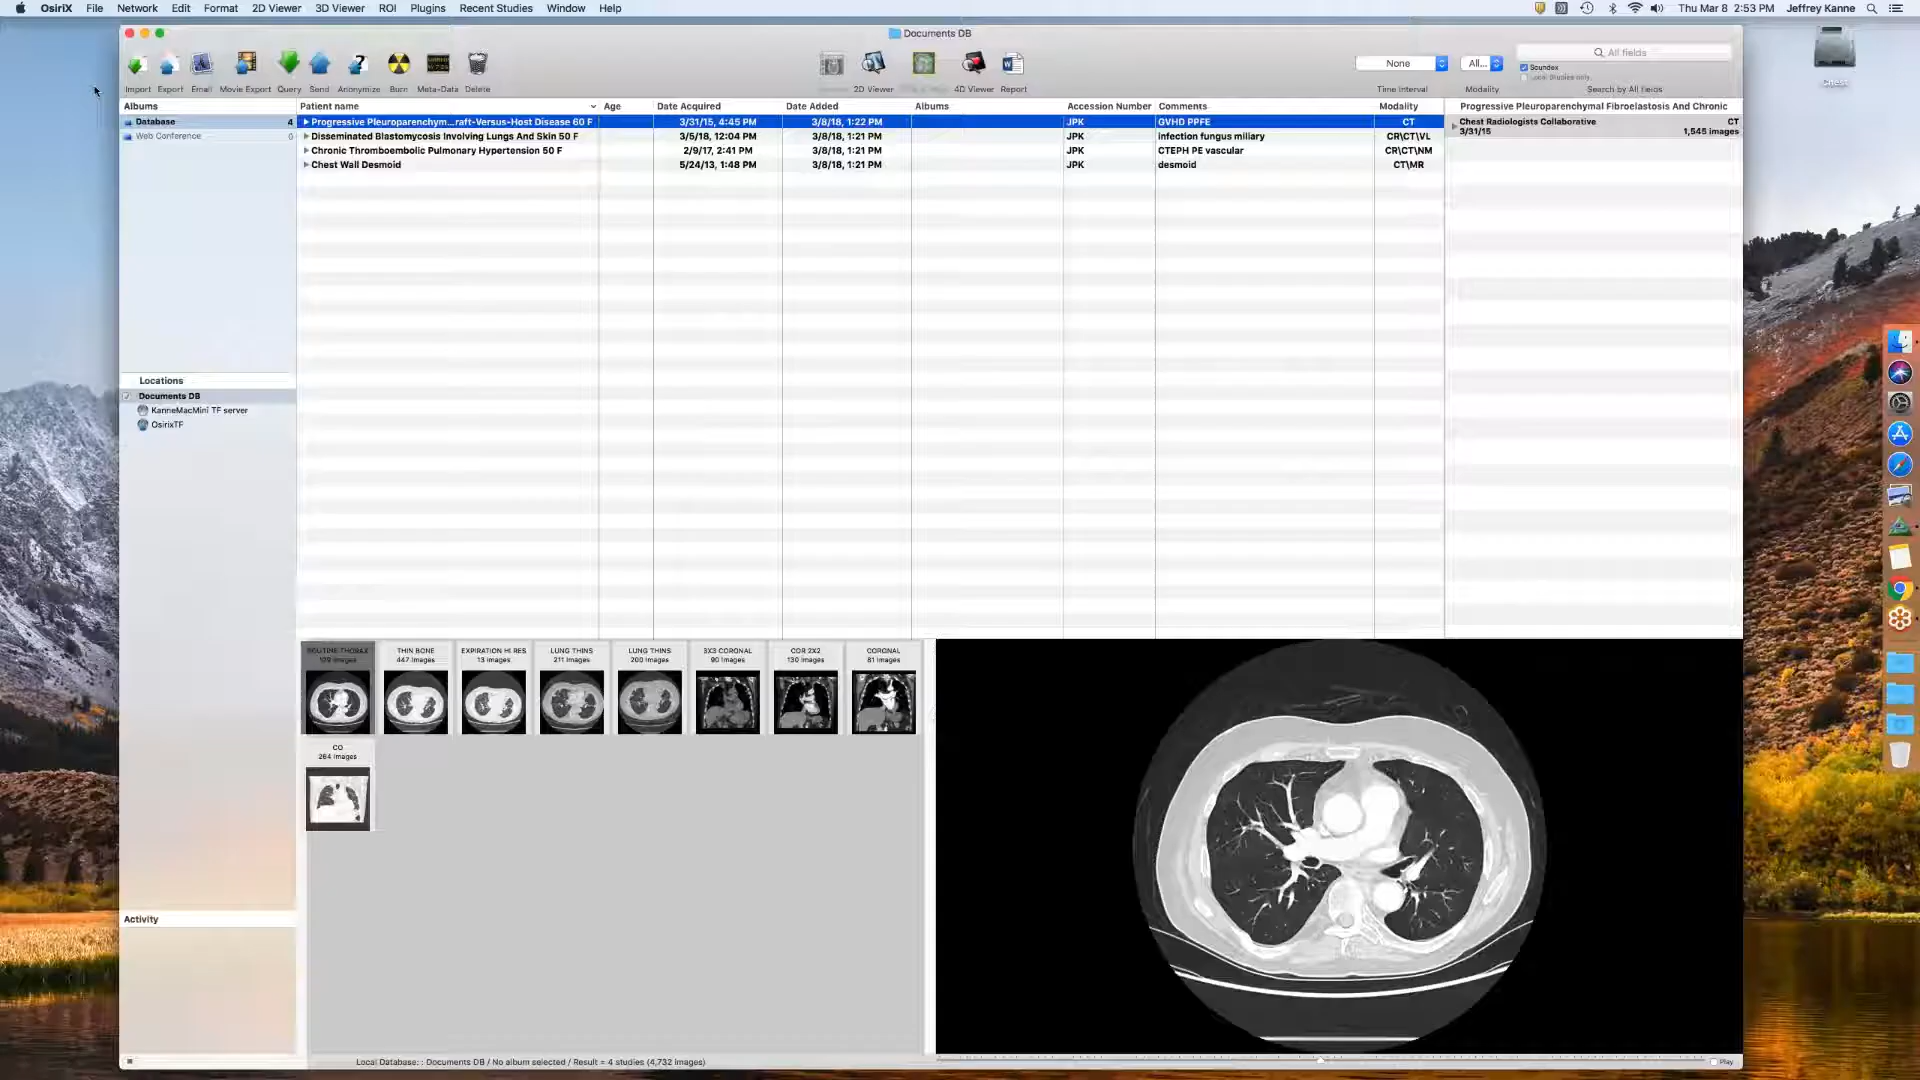 OsiriX File Network Edit Format 2D Viewer 3D Viewer ROI Plugins Recent Studies Window Help Thu Mar 8 2:53 PM Jeffrey Kanne
Documents DB
All fields
None All...
Soundex
Local Studies only
Import Export Email Movie Export Query Send Anonymize Burn Meta-Data Delete 2D Viewer 4D Viewer Report Time Interval Modality Search by All Fields
Chest
Albums Patient name Age Date Acquired Date Added Albums Accession Number Comments Modality Progressive Pleuroparenchymal Fibroelastosis And Chronic
Database 4 Progressive Pleuroparenchym...raft-Versus-Host Disease 60 F 3/31/15, 4:45 PM 3/8/18, 1:22 PM JPK GVHD PPFE CT Chest Radiologists Collaborative CT
3/31/15 1,545 images
Web Conference 0 Disseminated Blastomycosis Involving Lungs And Skin 50 F 3/5/18, 12:04 PM 3/8/18, 1:21 PM JPK infection fungus miliary CR\CT\VL
Chronic Thromboembolic Pulmonary Hypertension 50 F 2/9/17, 2:41 PM 3/8/18, 1:21 PM JPK CTEPH PE vascular CR\CT\NM
Chest Wall Desmoid 5/24/13, 1:48 PM 3/8/18, 1:21 PM JPK desmoid CT\MR
Locations
Documents DB
KanneMacMini TF server
OsirixTF
ROUTINE THORAX THIN BONE EXPIRATION HI RES LUNG THINS LUNG THINS 3X3 CORONAL COR 2X2 CORONAL
109 images 447 images 13 images 211 images 200 images 90 images 130 images 81 images
CO
264 images
Activity
Local Database: : Documents DB / No album selected / Result = 4 studies (4,732 images)
Play